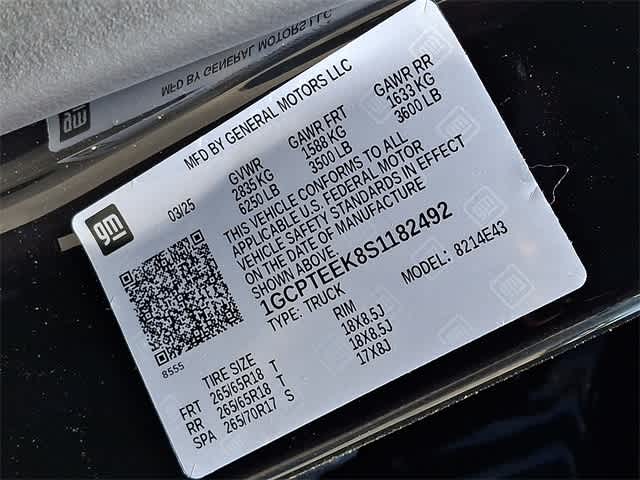 MFD BY GENERAL MOTORS LLC
gm
MFD BY GENERAL MOTORS LLC
gm
03/25
GVWR GAWR FRT GAWR RR
2835 KG 1588 KG 1633 KG
6250 LB 3500 LB 3600 LB
THIS VEHICLE CONFORMS TO ALL
APPLICABLE U.S. FEDERAL MOTOR
VEHICLE SAFETY STANDARDS IN EFFECT
ON THE DATE OF MANUFACTURE
SHOWN ABOVE.
1GCPTEEK8S1182492
TYPE: TRUCK MODEL: 8214E43
8555
TIRE SIZE RIM
FRT 265/65R18 T 18X8.5J
RR 265/65R18 T 18X8.5J
SPA 265/70R17 S 17X8J